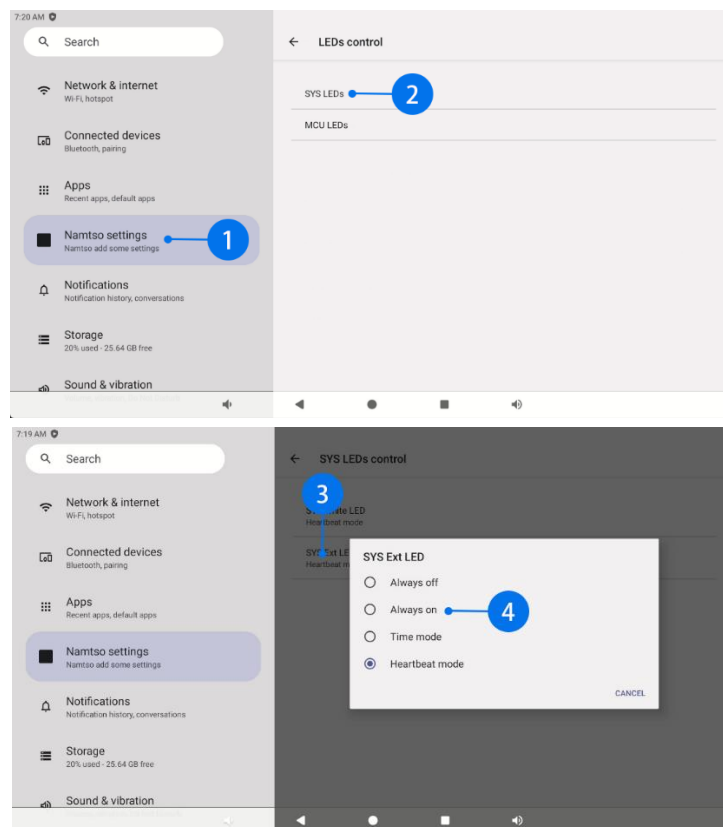 7:20 AM
Search
Network & internet
Wi-Fi, hotspot
Connected devices
Bluetooth, pairing
Apps
Recent apps, default apps
Namtso settings
Namtso add some settings
1
Notifications
Notification history, conversations
Storage
20% used - 25.64 GB free
Sound & vibration
LEDs control
SYS LEDs
2
MCU LEDs
7:19 AM
Search
Network & internet
Wi-Fi, hotspot
Connected devices
Bluetooth, pairing
Apps
Recent apps, default apps
Namtso settings
Namtso add some settings
Notifications
Notification history, conversations
Storage
20% used - 25.64 GB free
Sound & vibration
SYS LEDs control
3
LED
Heartbeat mode
SYS Ext
Heartbeat
SYS Ext LED
Always off
Always on
4
Time mode
Heartbeat mode
CANCEL